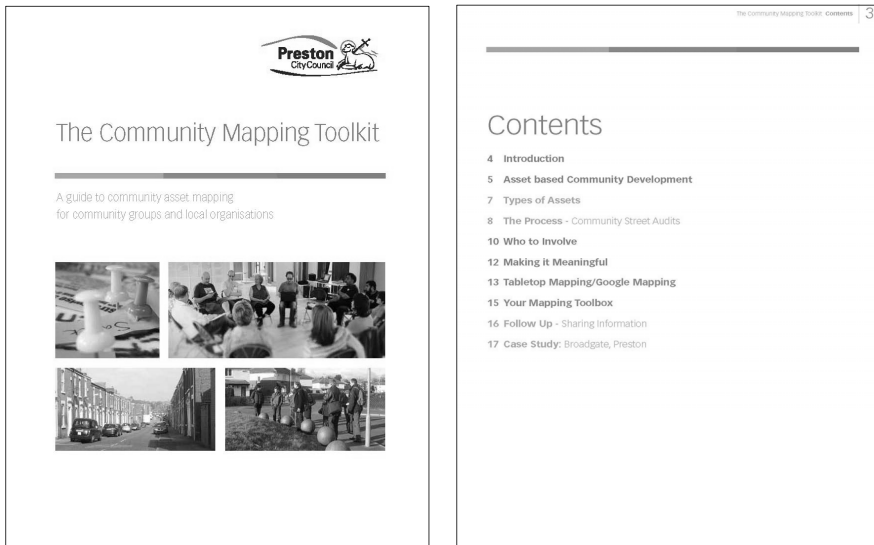 Preston
City Council
The Community Mapping Toolkit
A guide to community asset mapping
for community groups and local organisations
The Community Mapping Toolkit Contents 3
Contents
4 Introduction
5 Asset based Community Development
7 Types of Assets
8 The Process - Community Street Audits
10 Who to Involve
12 Making it Meaningful
13 Tabletop Mapping/Google Mapping
15 Your Mapping Toolbox
16 Follow Up - Sharing Information
17 Case Study: Broadgate, Preston